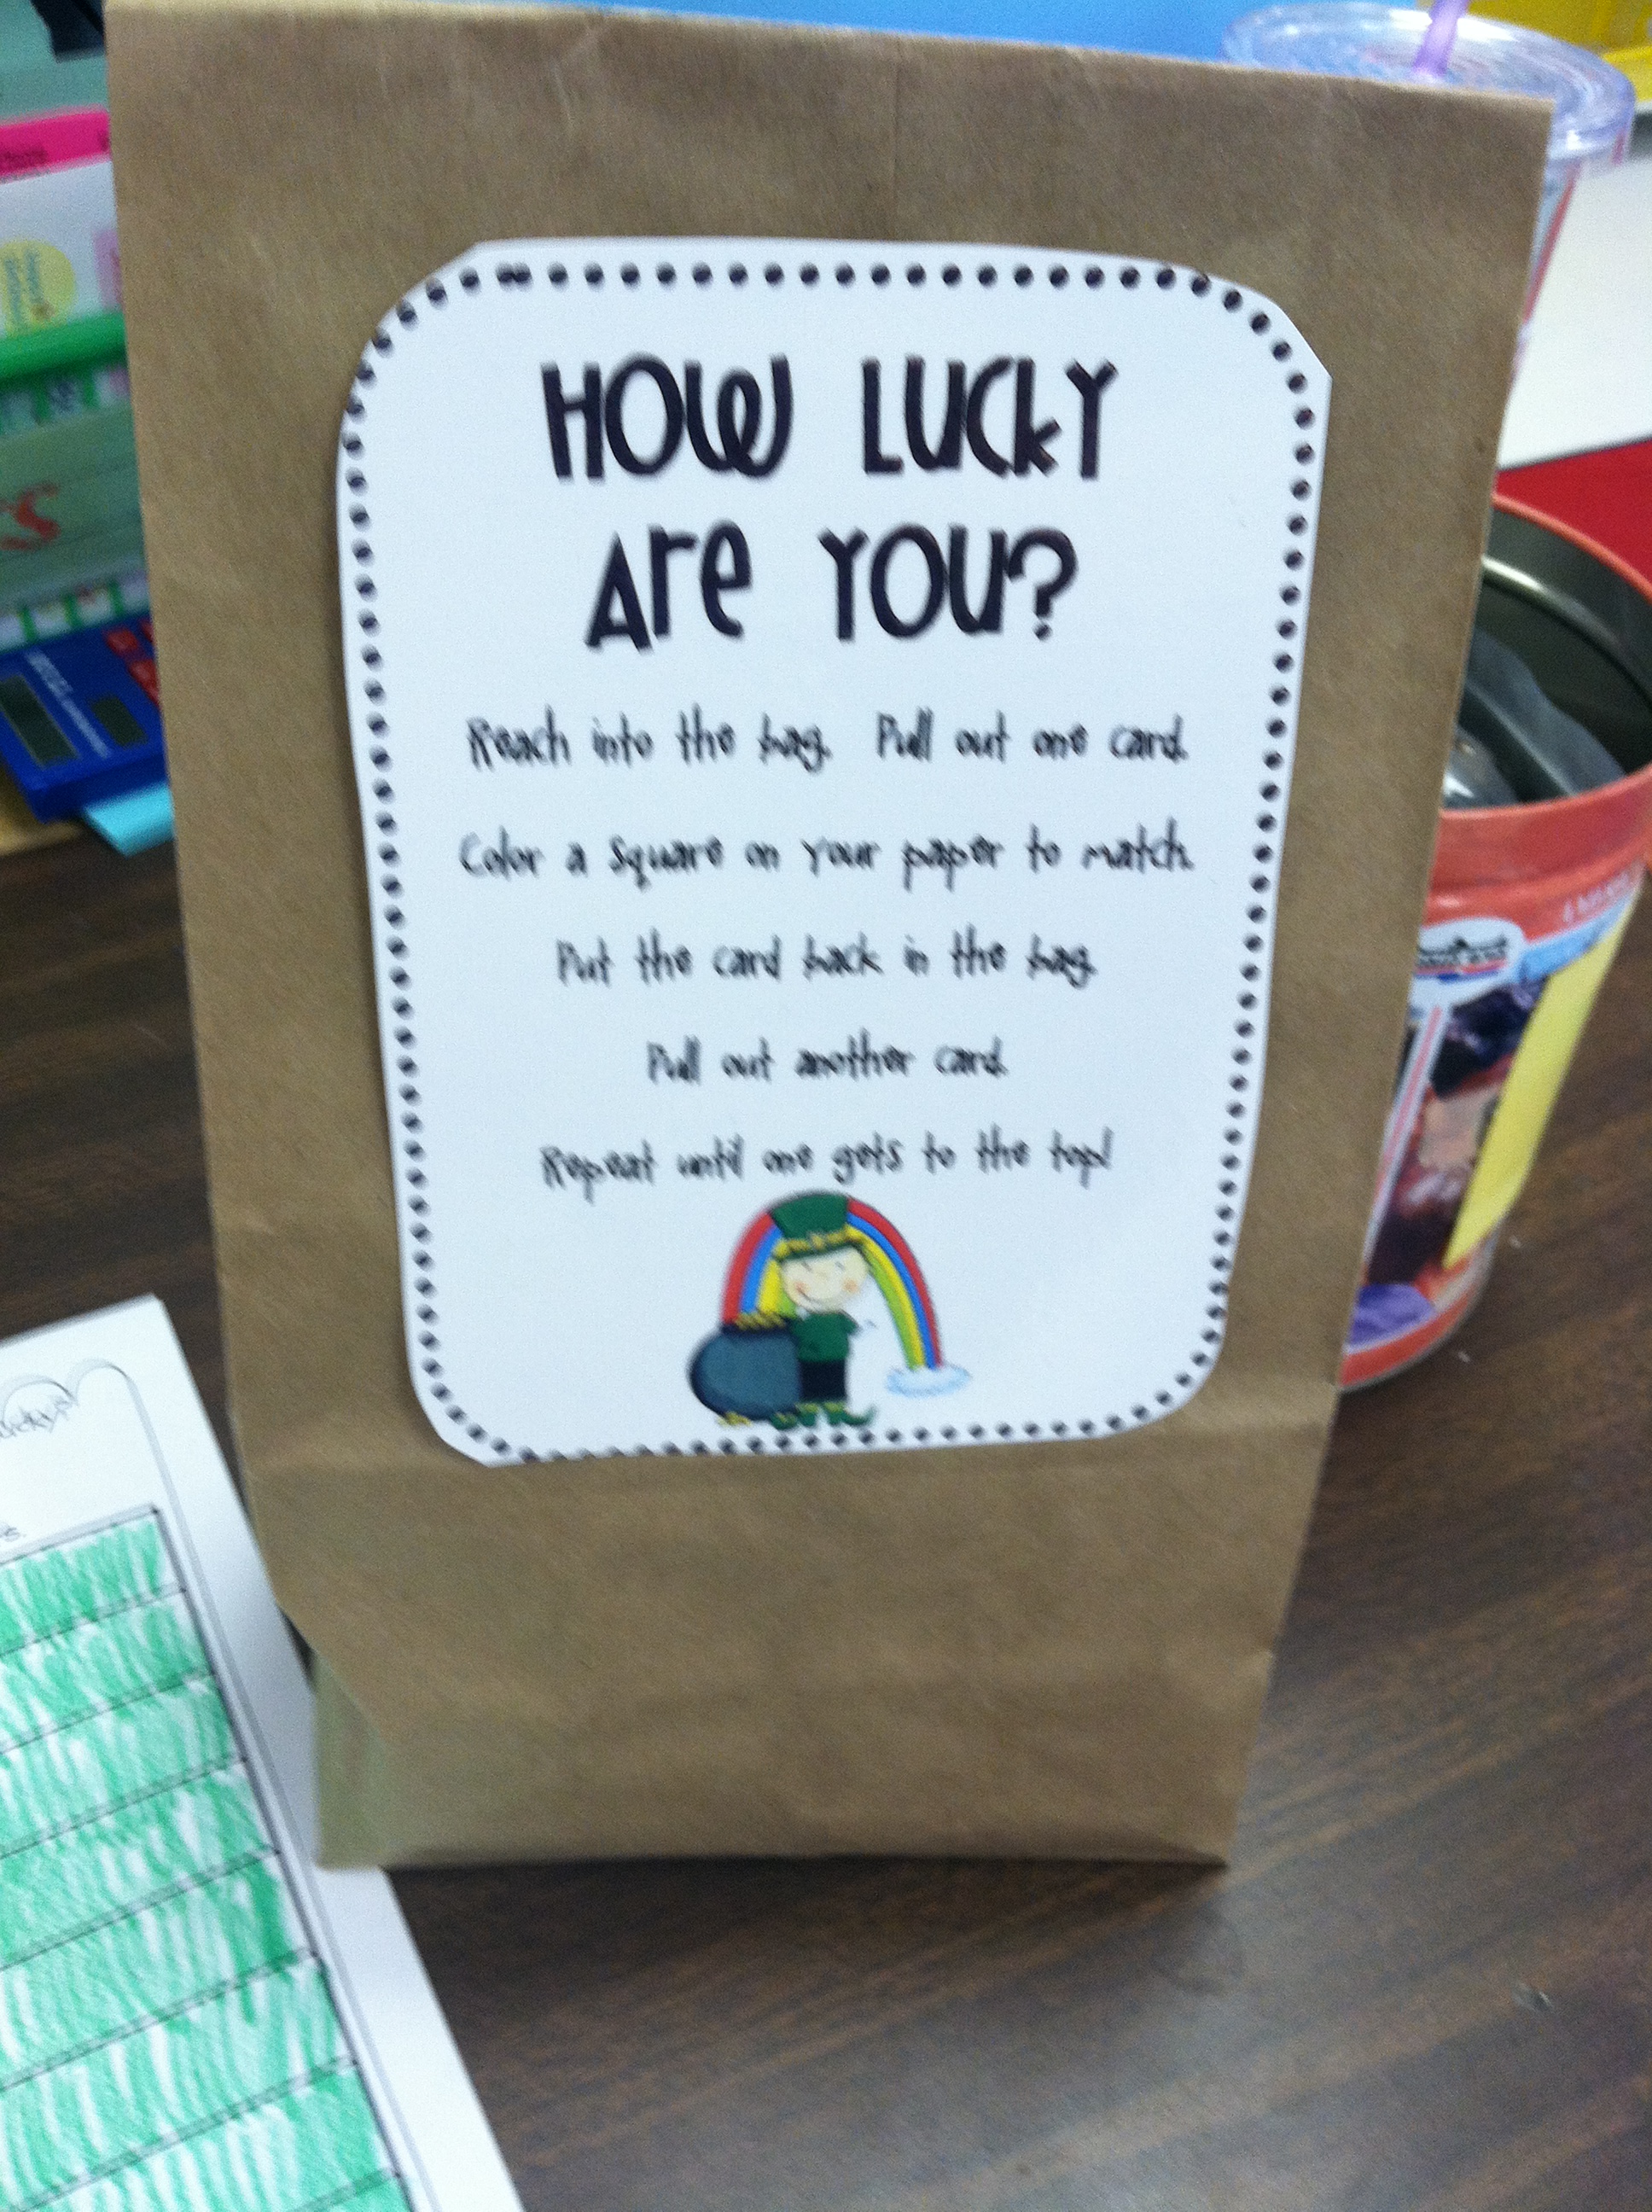 HOW LUCKY
Are YOU?
Reach into the bag. Pull out one card.
Color a square on your paper to match.
Put the card back in the bag.
Pull out another card.
Repeat until one gets to the top!